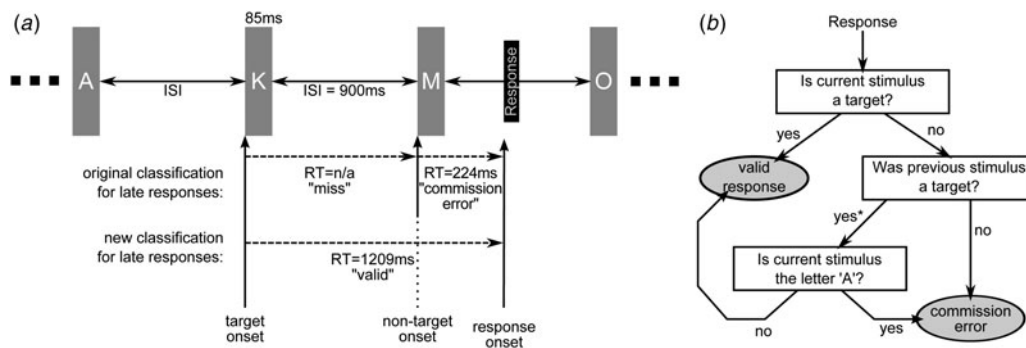 (a)
85ms
A
K
M
O
ISI
ISI = 900ms
Response
original classification
for late responses:
RT=n/a
"miss"
RT=224ms
"commission
error"
new classification
for late responses:
RT=1209ms
"valid"
target
onset
non-target
onset
response
onset
(b)
Response
Is current stimulus
a target?
yes
no
valid
response
Was previous stimulus
a target?
yes*
no
Is current stimulus
the letter 'A'?
no
yes
commission
error